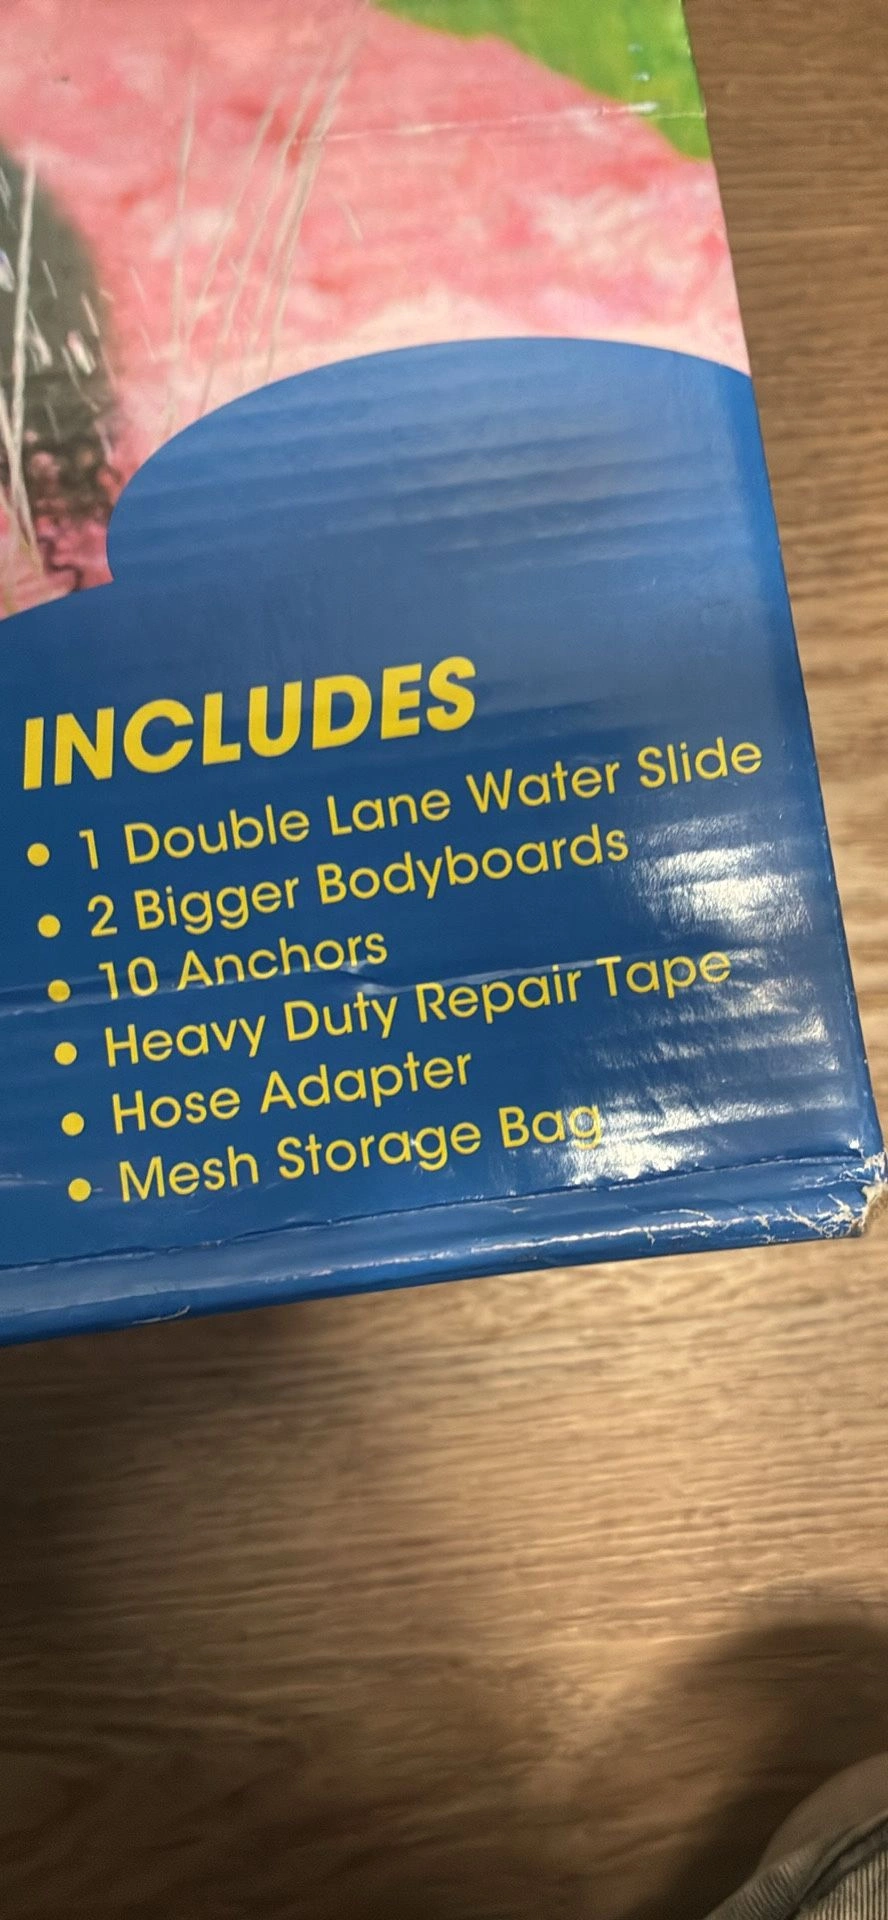 INCLUDES
• 1 Double Lane Water Slide
• 2 Bigger Bodyboards
• 10 Anchors
• Heavy Duty Repair Tape
• Hose Adapter
• Mesh Storage Bag